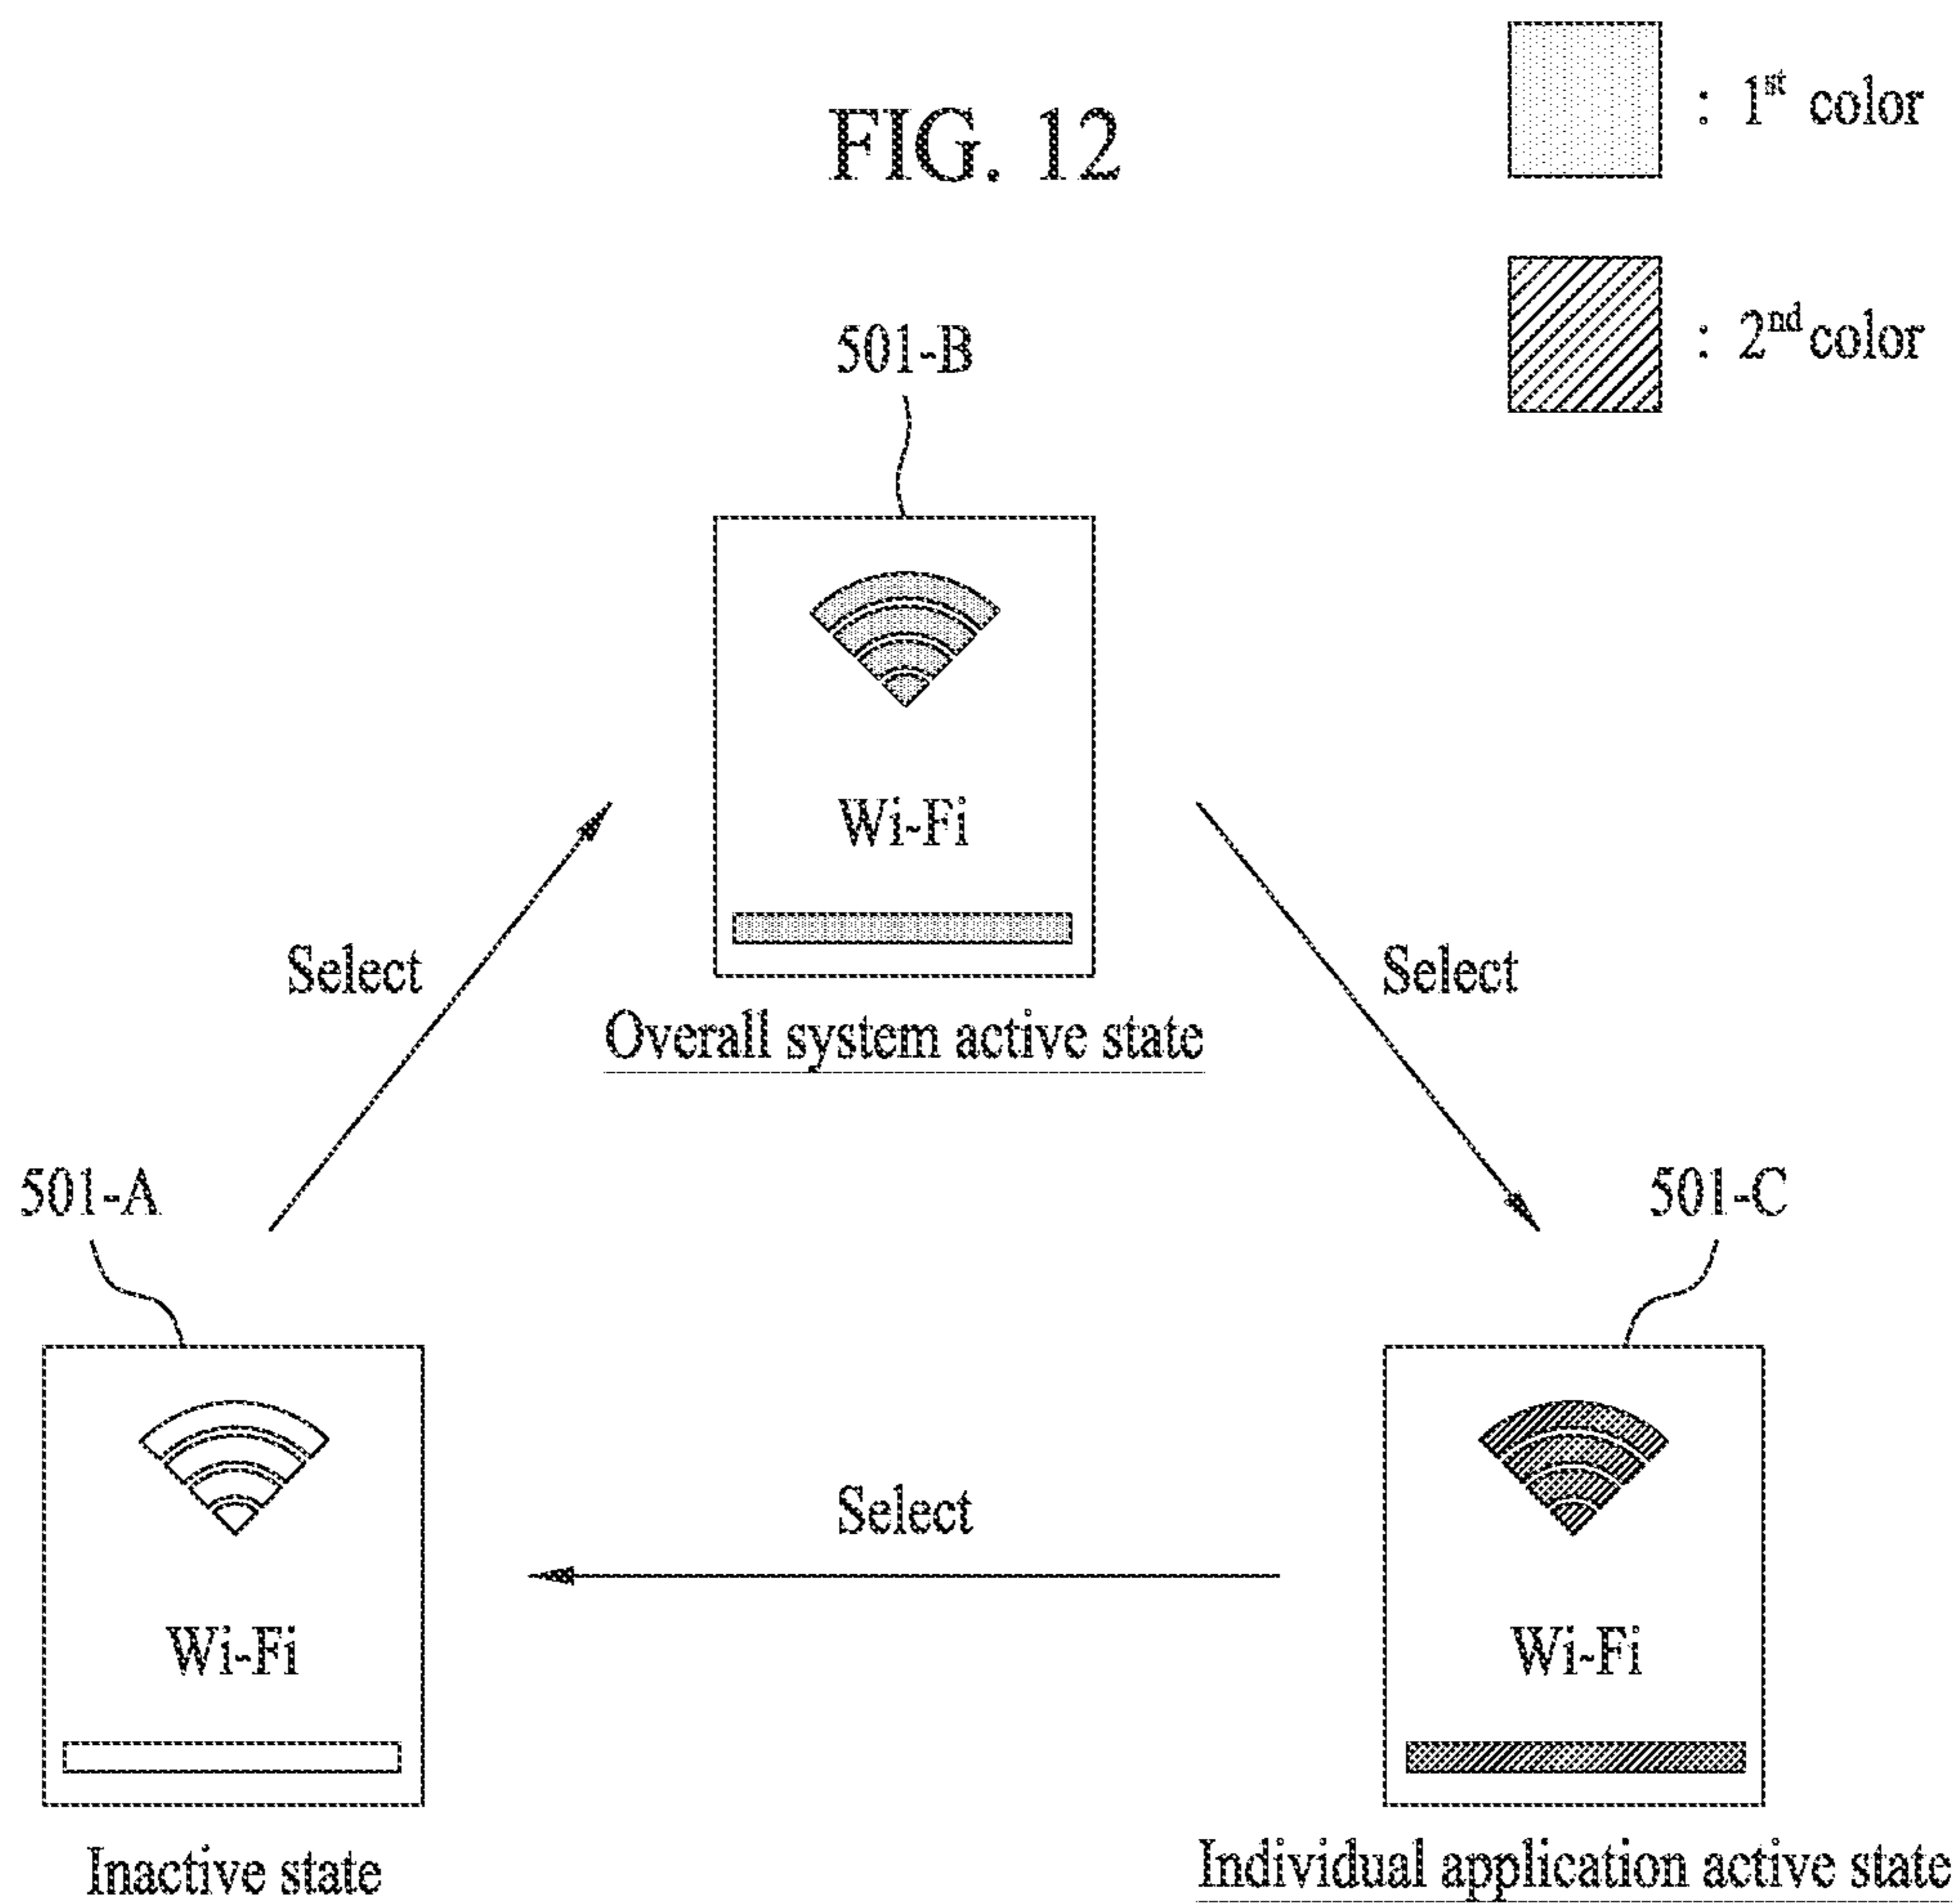 FIG. 12
: 1st color
: 2nd color
501-B
Wi-Fi
Select
Select
Overall system active state
501-A
501-C
Select
Wi-Fi
Wi-Fi
Inactive state
Individual application active state